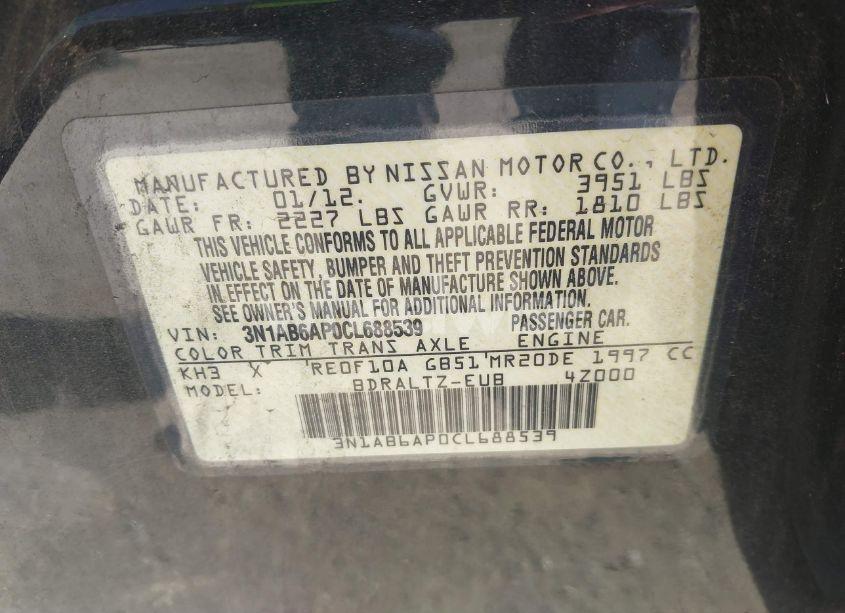 MANUFACTURED BY NISSAN MOTOR CO., LTD.
DATE: 01/12. GVWR: 3951 LBS
GAWR FR: 2227 LBS GAWR RR: 1810 LBS
THIS VEHICLE CONFORMS TO ALL APPLICABLE FEDERAL MOTOR
VEHICLE SAFETY, BUMPER AND THEFT PREVENTION STANDARDS
IN EFFECT ON THE DATE OF MANUFACTURE SHOWN ABOVE.
SEE OWNER'S MANUAL FOR ADDITIONAL INFORMATION.
VIN: 3N1AB6AP0CL688539 PASSENGER CAR.
COLOR TRIM TRANS AXLE ENGINE
KH3 X RE0F10A GB51 MR20DE 1997 CC
MODEL: BDRALTZ-EUB 4Z000
3N1AB6AP0CL688539